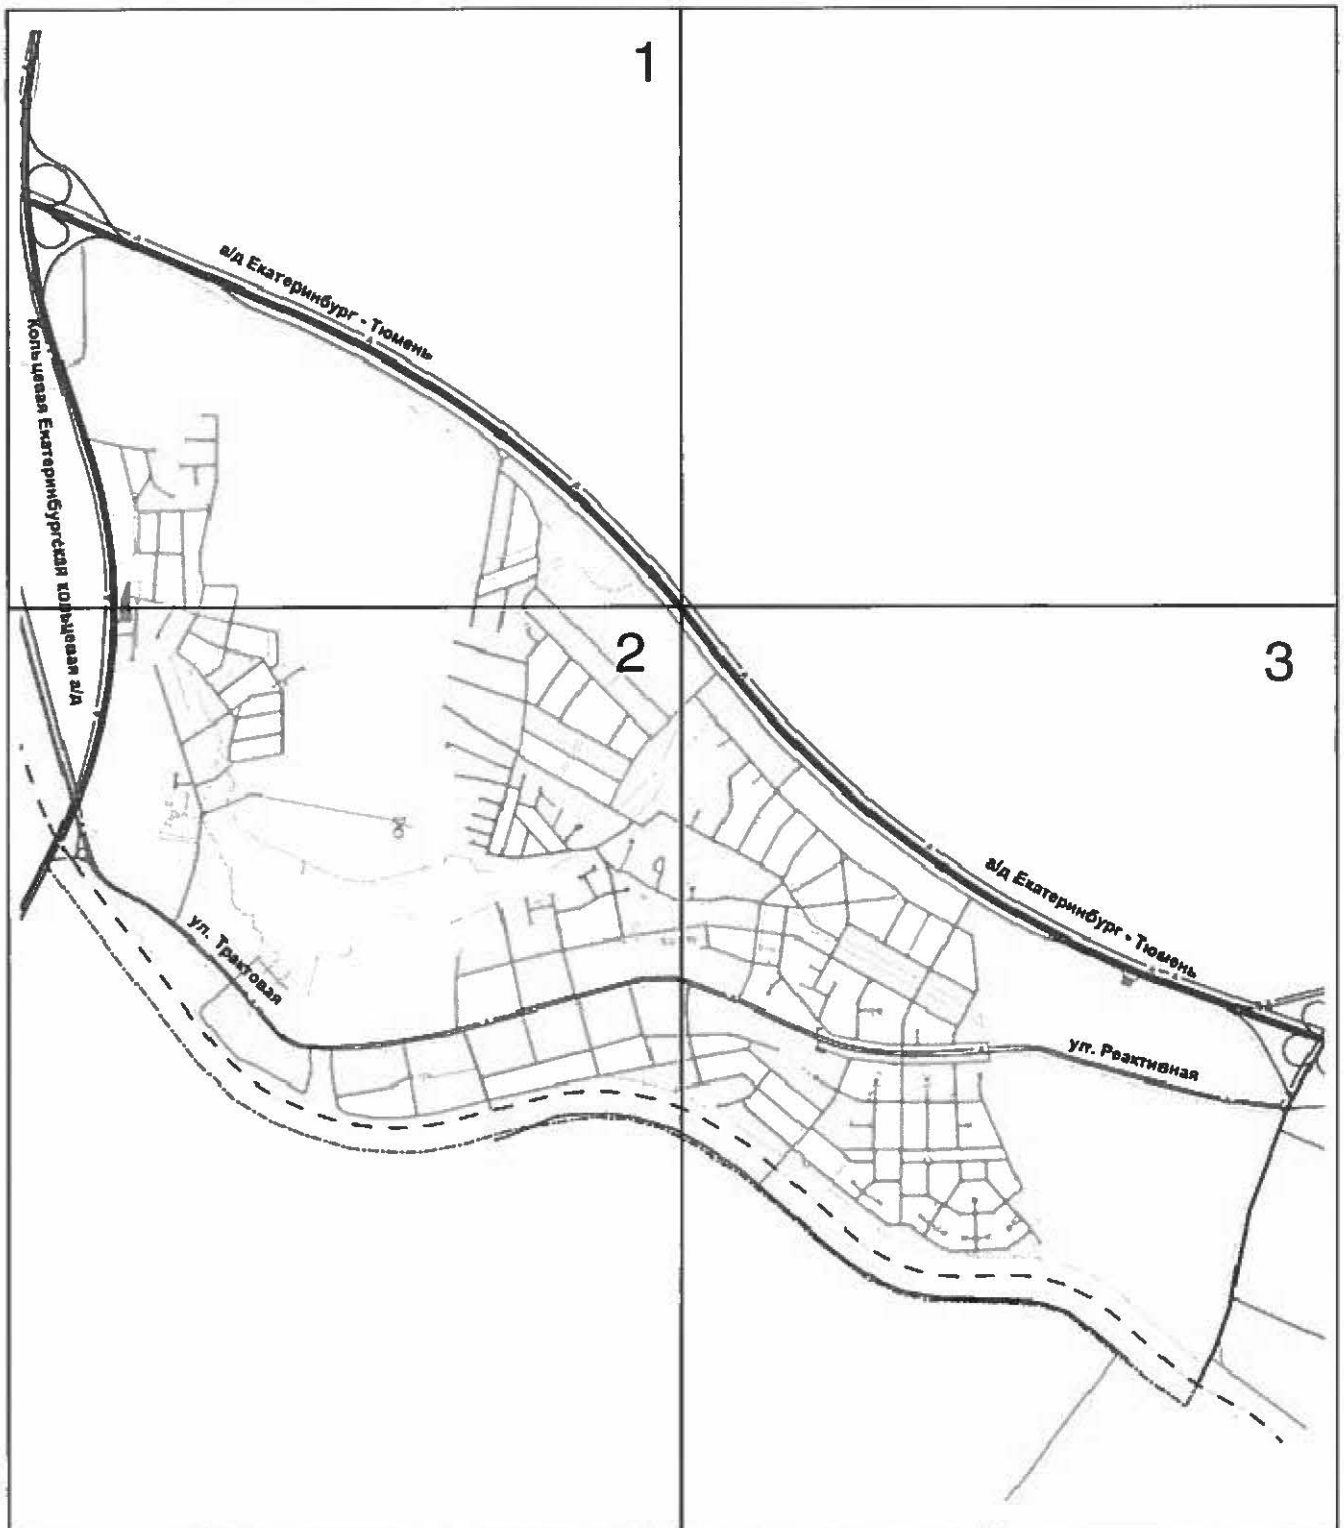 1
а/д Екатеринбург - Тюмень
Кольцевая Екатеринбургская кольцевая а/д
2
3
а/д Екатеринбург - Тюмень
ул. Трактовая
ул. Реактивная